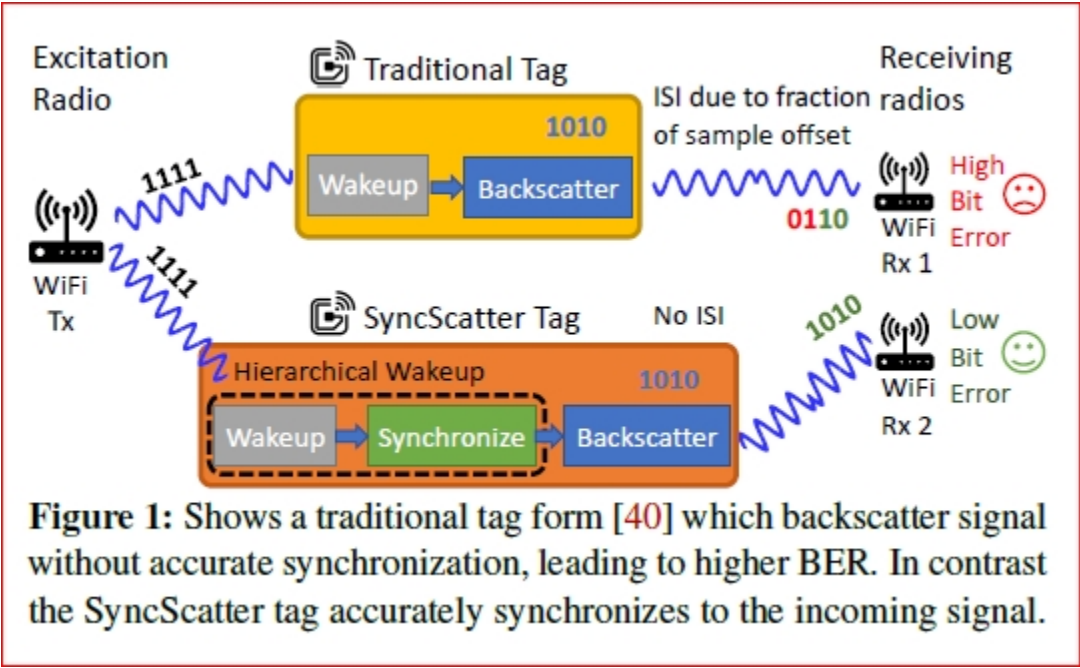 Excitation
Radio
Traditional Tag
ISI due to fraction
of sample offset
Receiving
radios
1111
1010
Wakeup
Backscatter
0110
High
Bit
Error
WiFi
Rx 1
WiFi
Tx
1111
SyncScatter Tag
No ISI
1010
Hierarchical Wakeup
1010
Wakeup
Synchronize
Backscatter
Low
Bit
Error
WiFi
Rx 2
Figure 1: Shows a traditional tag form [40] which backscatter signal
without accurate synchronization, leading to higher BER. In contrast
the SyncScatter tag accurately synchronizes to the incoming signal.